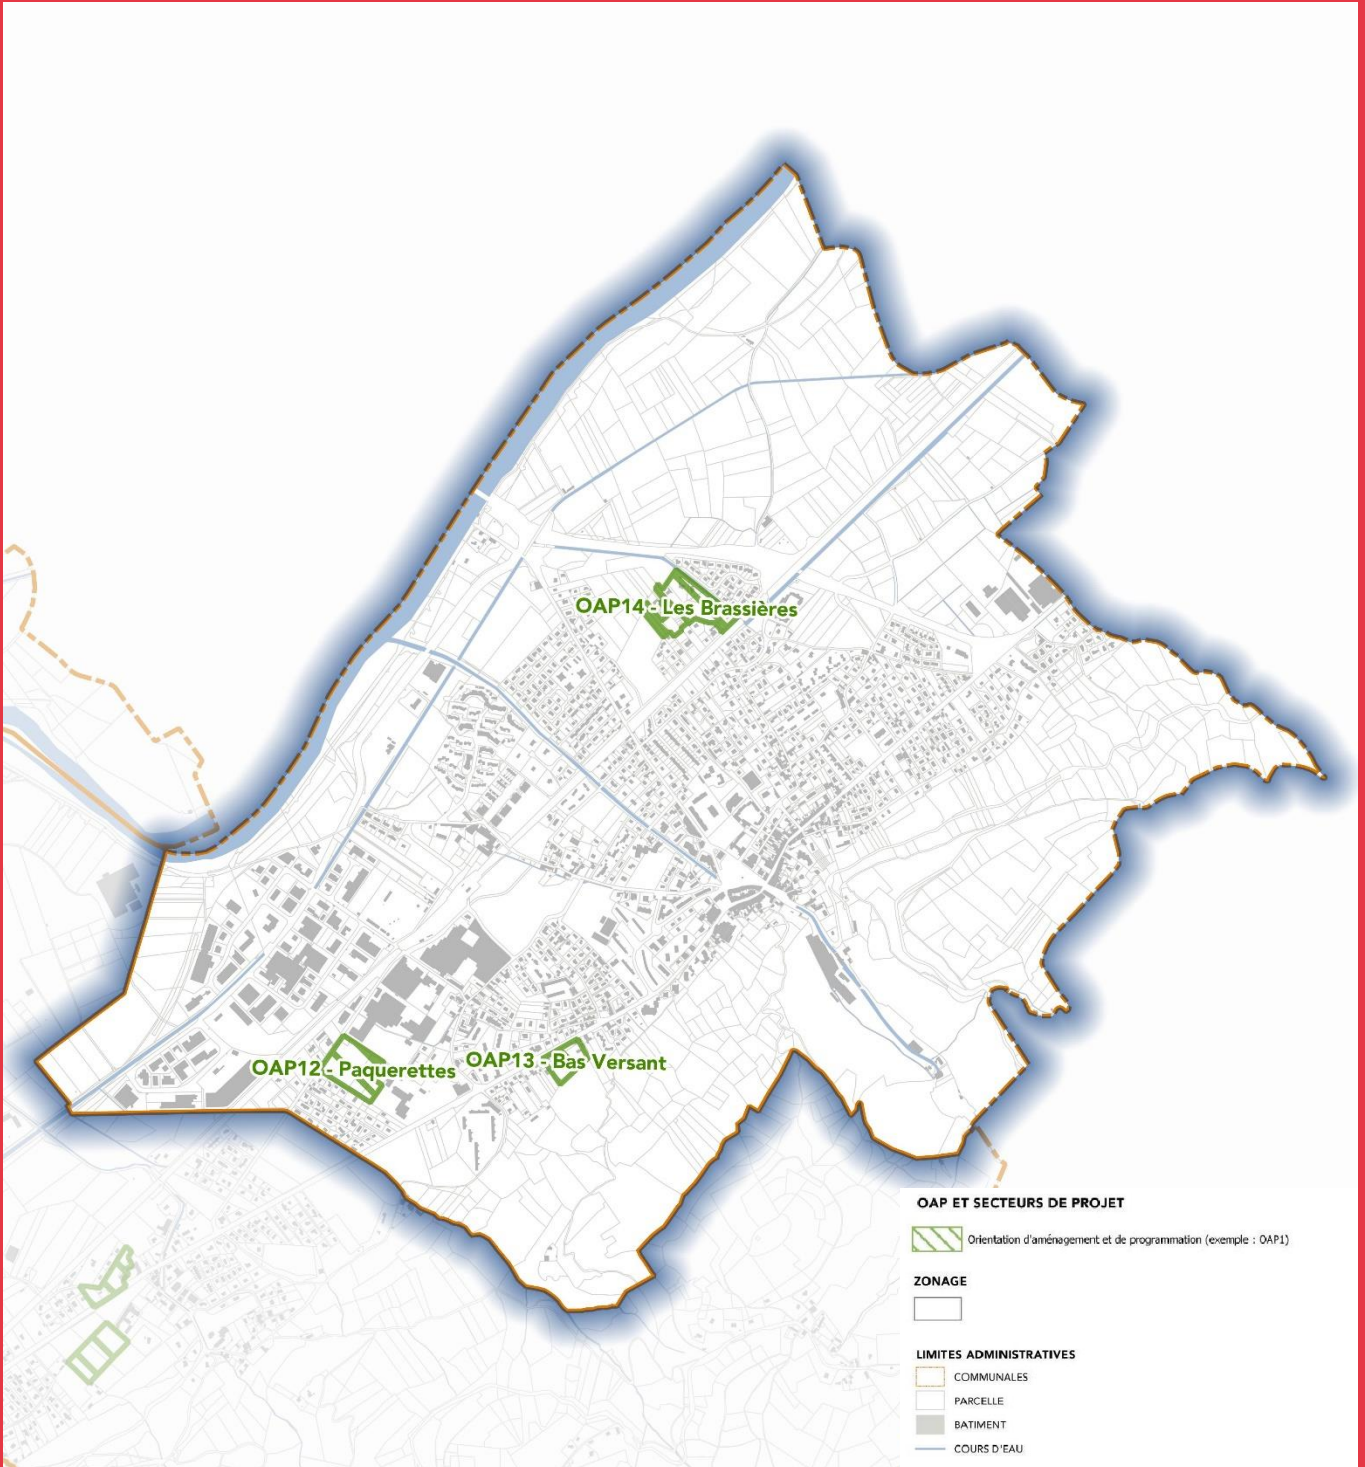 OAP14 - Les Brassières
OAP12 - Paquerettes
OAP13 - Bas Versant
OAP ET SECTEURS DE PROJET
Orientation d'aménagement et de programmation (exemple : OAP1)
ZONAGE
LIMITES ADMINISTRATIVES
COMMUNALES
PARCELLE
BATIMENT
COURS D'EAU